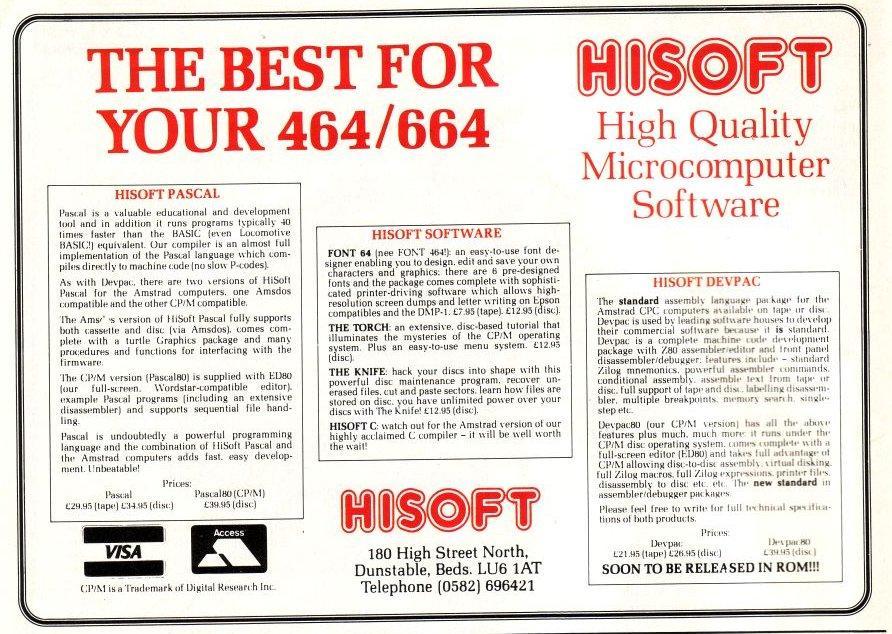 THE BEST FOR
YOUR 464/664
HISOFT
High Quality
Microcomputer
Software
HISOFT PASCAL
Pascal is a valuable educational and development
tool and in addition it runs programs typically 40
times faster than the BASIC (even Locomotive
BASIC!) equivalent. Our compiler is an almost full
implementation of the Pascal language which com-
piles directly to machine code (no slow P-codes).
As with Devpac, there are two versions of HiSoft
Pascal for the Amstrad computers, one Amsdos
compatible and the other CP/M compatible.
The Ams' 's version of HiSoft Pascal fully supports
both cassette and disc (via Amsdos), comes com-
plete with a turtle Graphics package and many
procedures and functions for interfacing with the
firmware.
The CP/M version (Pascal80) is supplied with ED80
(our full-screen, Wordstar-compatible editor),
example Pascal programs (including an extensive
disassembler) and supports sequential file hand-
ling.
Pascal is undoubtedly a powerful programming
language and the combination of HiSoft Pascal and
the Amstrad computers adds fast, easy develop-
ment. Unbeatable!
Prices:
Pascal Pascal80 (CP/M)
£29.95 (tape) £34.95 (disc) £39.95 (disc)
VISA
Access
CP/M is a Trademark of Digital Research Inc.
HISOFT SOFTWARE
FONT 64 (nee FONT 464!): an easy-to-use font de-
signer enabling you to design, edit and save your own
characters and graphics; there are 6 pre-designed
fonts and the package comes complete with sophisti-
cated printer-driving software which allows high-
resolution screen dumps and letter writing on Epson
compatibles and the DMP-1. £7.95 (tape), £12.95 (disc).
THE TORCH: an extensive, disc-based tutorial that
illuminates the mysteries of the CP/M operating
system. Plus an easy-to-use menu system. £12.95
(disc).
THE KNIFE: hack your discs into shape with this
powerful disc maintenance program, recover un-
erased files, cut and paste sectors, learn how files are
stored on disc, you have unlimited power over your
discs with The Knife! £12.95 (disc).
HISOFT C: watch out for the Amstrad version of our
highly acclaimed C compiler – it will be well worth
the wait!
HISOFT
180 High Street North,
Dunstable, Beds. LU6 1AT
Telephone (0582) 696421
HISOFT DEVPAC
The standard assembly language package for the
Amstrad CPC computers available on tape or disc.
Devpac is used by leading software houses to develop
their commercial software because it is standard.
Devpac is a complete machine code development
package with Z80 assembler/editor and front panel
disassembler/debugger; features include – standard
Zilog mnemonics, powerful assembler commands,
conditional assembly, assemble text from tape or
disc, full support of tape and disc, labelling disassem-
bler, multiple breakpoints, memory search, single-
step etc.
Devpac80 (our CP/M version) has all the above
features plus much, much more: it runs under the
CP/M disc operating system, comes complete with a
full-screen editor (ED80) and takes full advantage of
CP/M allowing disc-to-disc assembly, virtual disking,
full Zilog macros, full Zilog expressions, printer files,
disassembly to disc etc. etc. The new standard in
assembler/debugger packages.
Please feel free to write for full technical specifica-
tions of both products.
Prices:
Devpac Devpac80
£21.95 (tape) £26.95 (disc) £39.95 (disc)
SOON TO BE RELEASED IN ROM!!!